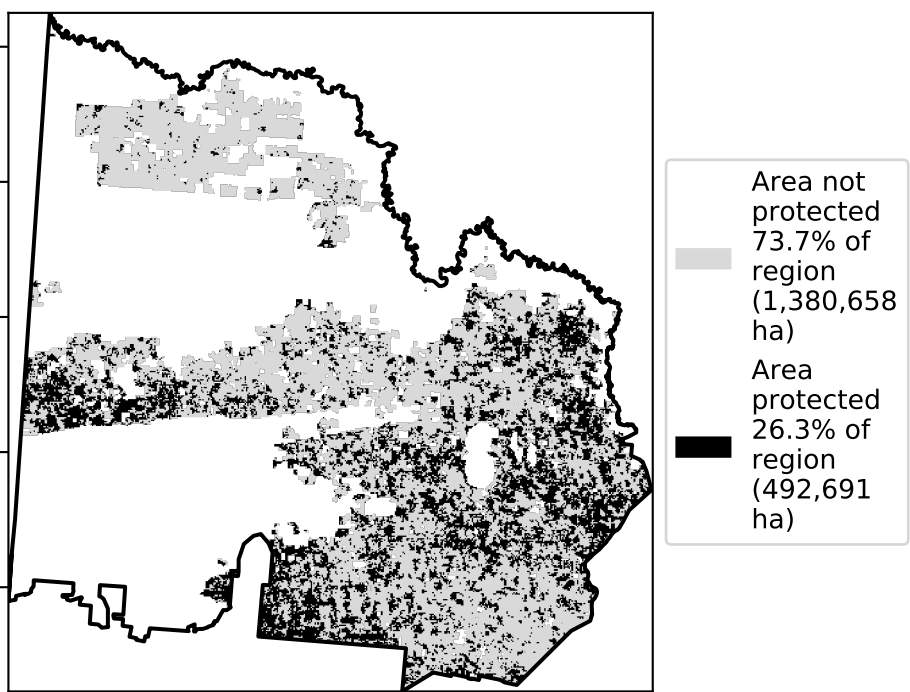 Area not
protected
73.7% of
region
(1,380,658
ha)
Area
protected
26.3% of
region
(492,691
ha)